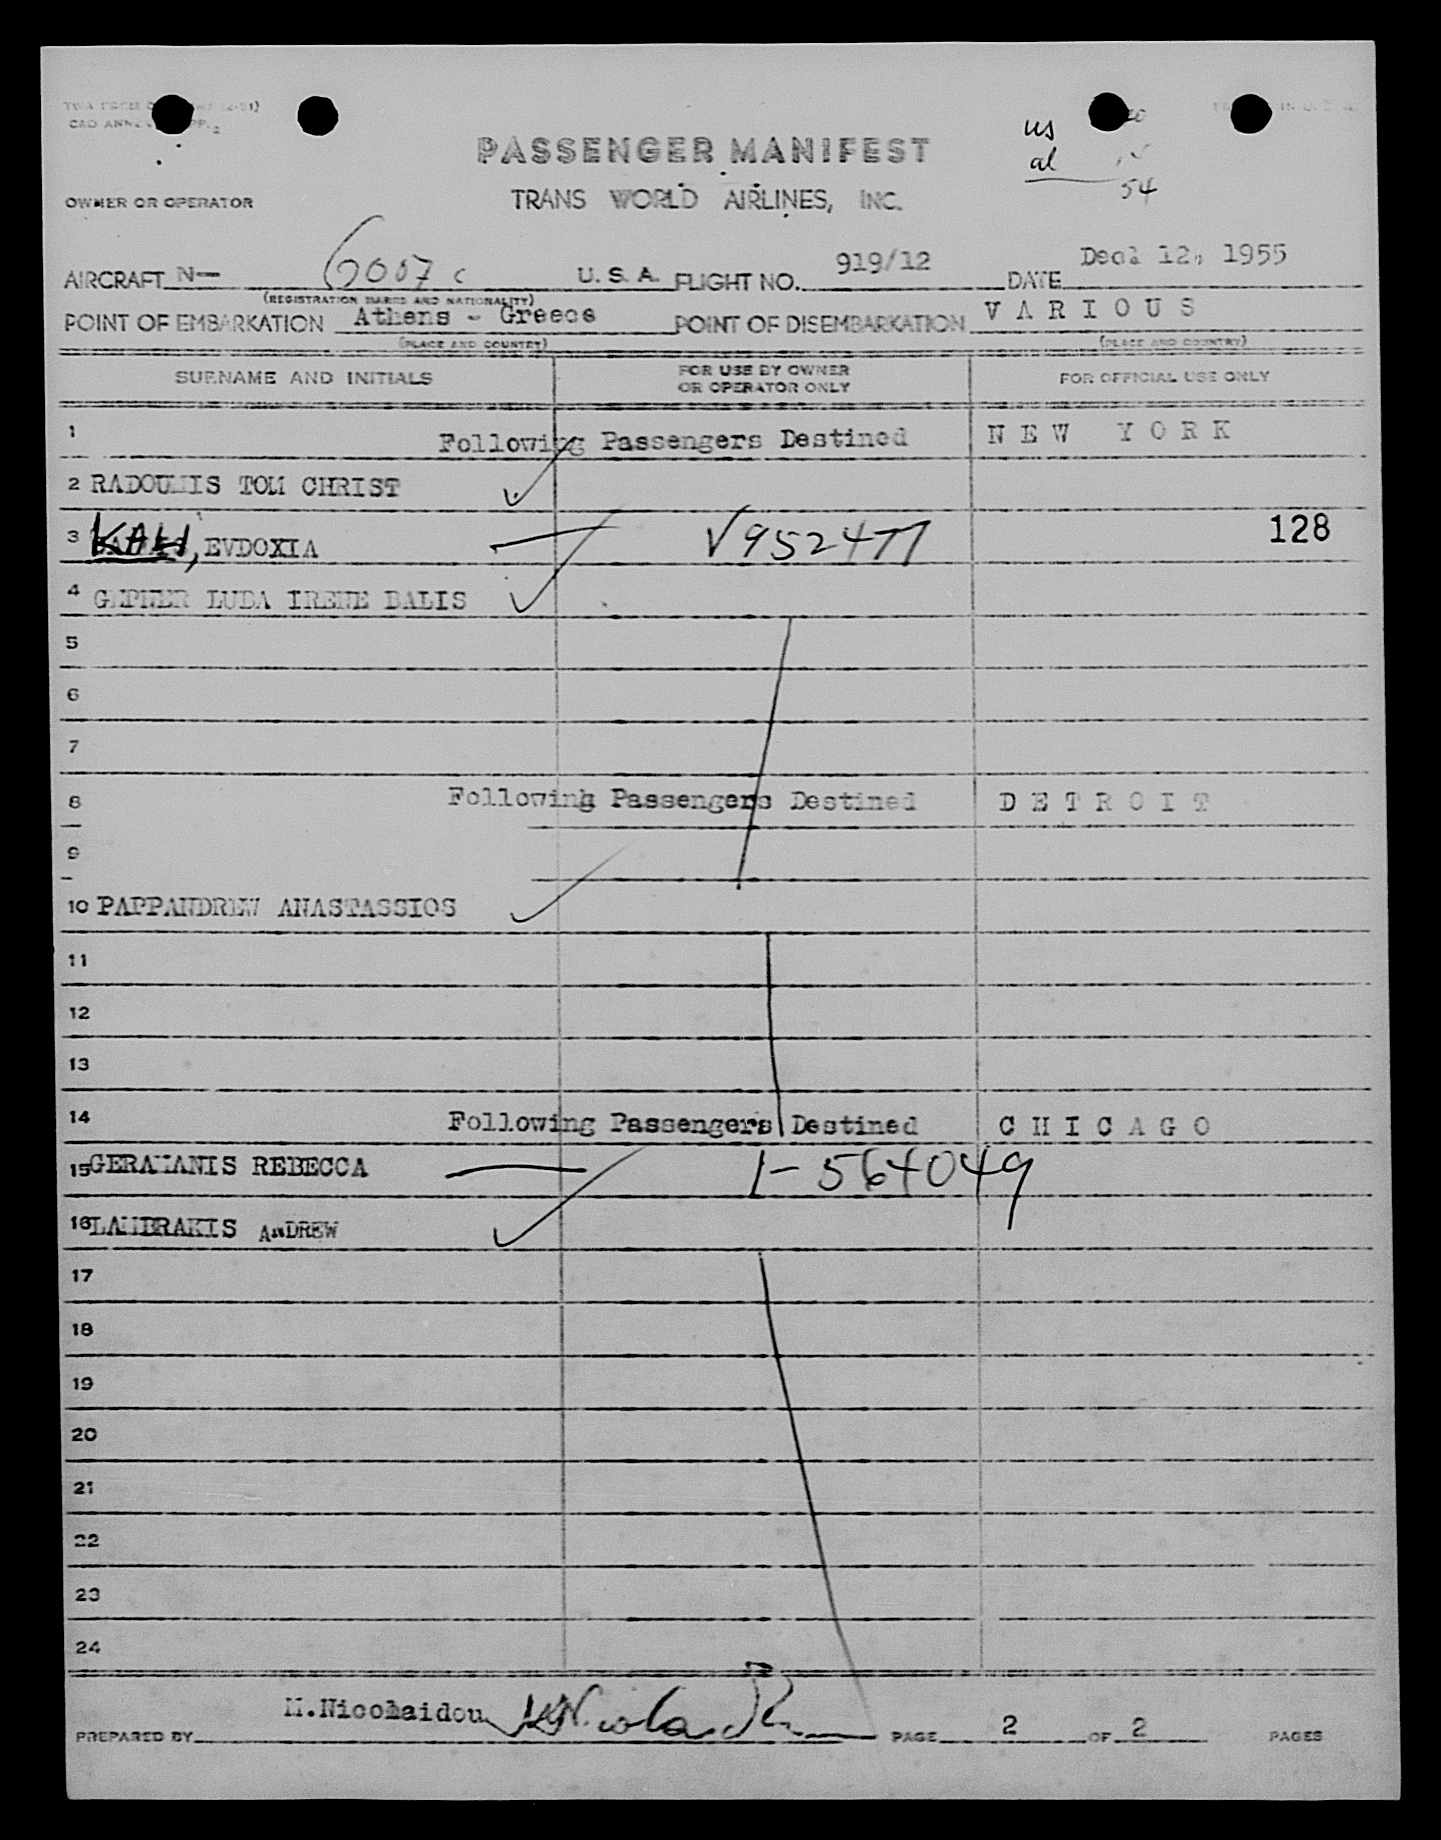 PASSENGER MANIFEST
us
al
54
OWNER OR OPERATOR
TRANS WORLD AIRLINES, INC.
AIRCRAFT N— 6007 c U. S. A. FLIGHT NO. 919/12 DATE 12, 1955
(REGISTRATION MARKS AND NATIONALITY)
POINT OF EMBARKATION Athens - Greece POINT OF DISEMBARKATION VARIOUS
(PLACE AND COUNTRY) (PLACE AND COUNTRY)
SURNAME AND INITIALS FOR USE BY OWNER OR OPERATOR ONLY FOR OFFICIAL USE ONLY
1 Following Passengers Destined NEW YORK
2 TOM CHRIST
3 KAHI, EVDOXIA V952477 128
4 LUBA IRENE BALIS
5
6
7
8 Following Passengers Destined DETROIT
9
10 PAPPANDREW ANASTASSIOS
11
12
13
14 Following Passengers Destined CHICAGO
15 GERAMANIS REBECCA 1-564049
16 LAMBRAKIS ANDREW
17
18
19
20
21
22
23
24
PREPARED BY M.Nicolaidou PAGE 2 OF 2 PAGES